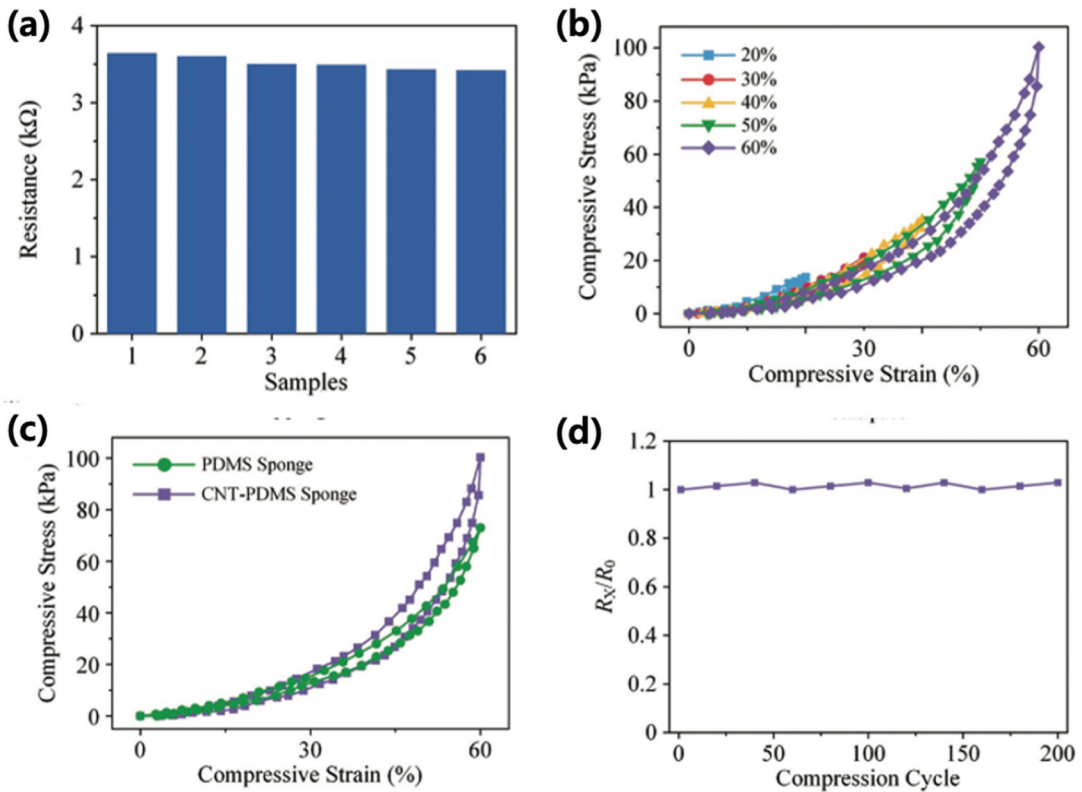 (a)
4
3
2
1
0
Resistance (kΩ)
1 2 3 4 5 6
Samples
(b)
100
80
60
40
20
0
Compressive Stress (kPa)
20%
30%
40%
50%
60%
0 30 60
Compressive Strain (%)
(c)
100
80
60
40
20
0
Compressive Stress (kPa)
PDMS Sponge
CNT-PDMS Sponge
0 30 60
Compressive Strain (%)
(d)
1.2
1
0.8
0.6
0.4
0.2
0
RX/R0
0 50 100 150 200
Compression Cycle